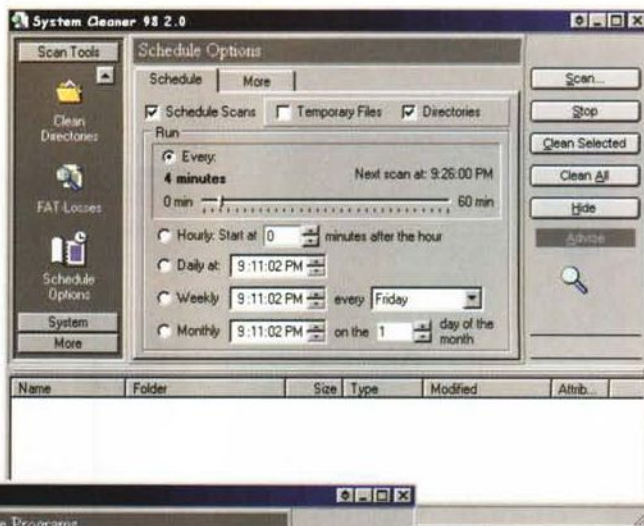 System Cleaner 98 2.0
Scan Tools
Clean
Directories
FAT-Losses
Schedule
Options
System
More
Schedule Options
Schedule More
Schedule Scans Temporary Files Directories
Run
Every:
4 minutes Next scan at: 9:26:00 PM
0 min 60 min
Hourly: Start at 0 minutes after the hour
Daily at: 9:11:02 PM
Weekly 9:11:02 PM every Friday
Monthly 9:11:02 PM on the 1 day of the
month
Scan...
Stop
Clean Selected
Clean All
Hide
Advise
Name Folder Size Type Modified Attrib...
Programs